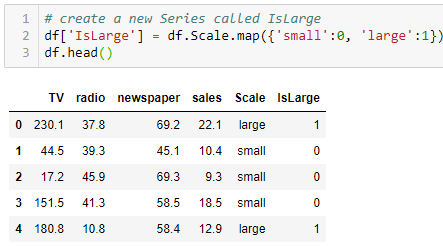 1 # create a new Series called IsLarge
2 df['IsLarge'] = df.Scale.map({'small':0, 'large':1})
3 df.head()
TV radio newspaper sales Scale IsLarge
0 230.1 37.8 69.2 22.1 large 1
1 44.5 39.3 45.1 10.4 small 0
2 17.2 45.9 69.3 9.3 small 0
3 151.5 41.3 58.5 18.5 small 0
4 180.8 10.8 58.4 12.9 large 1